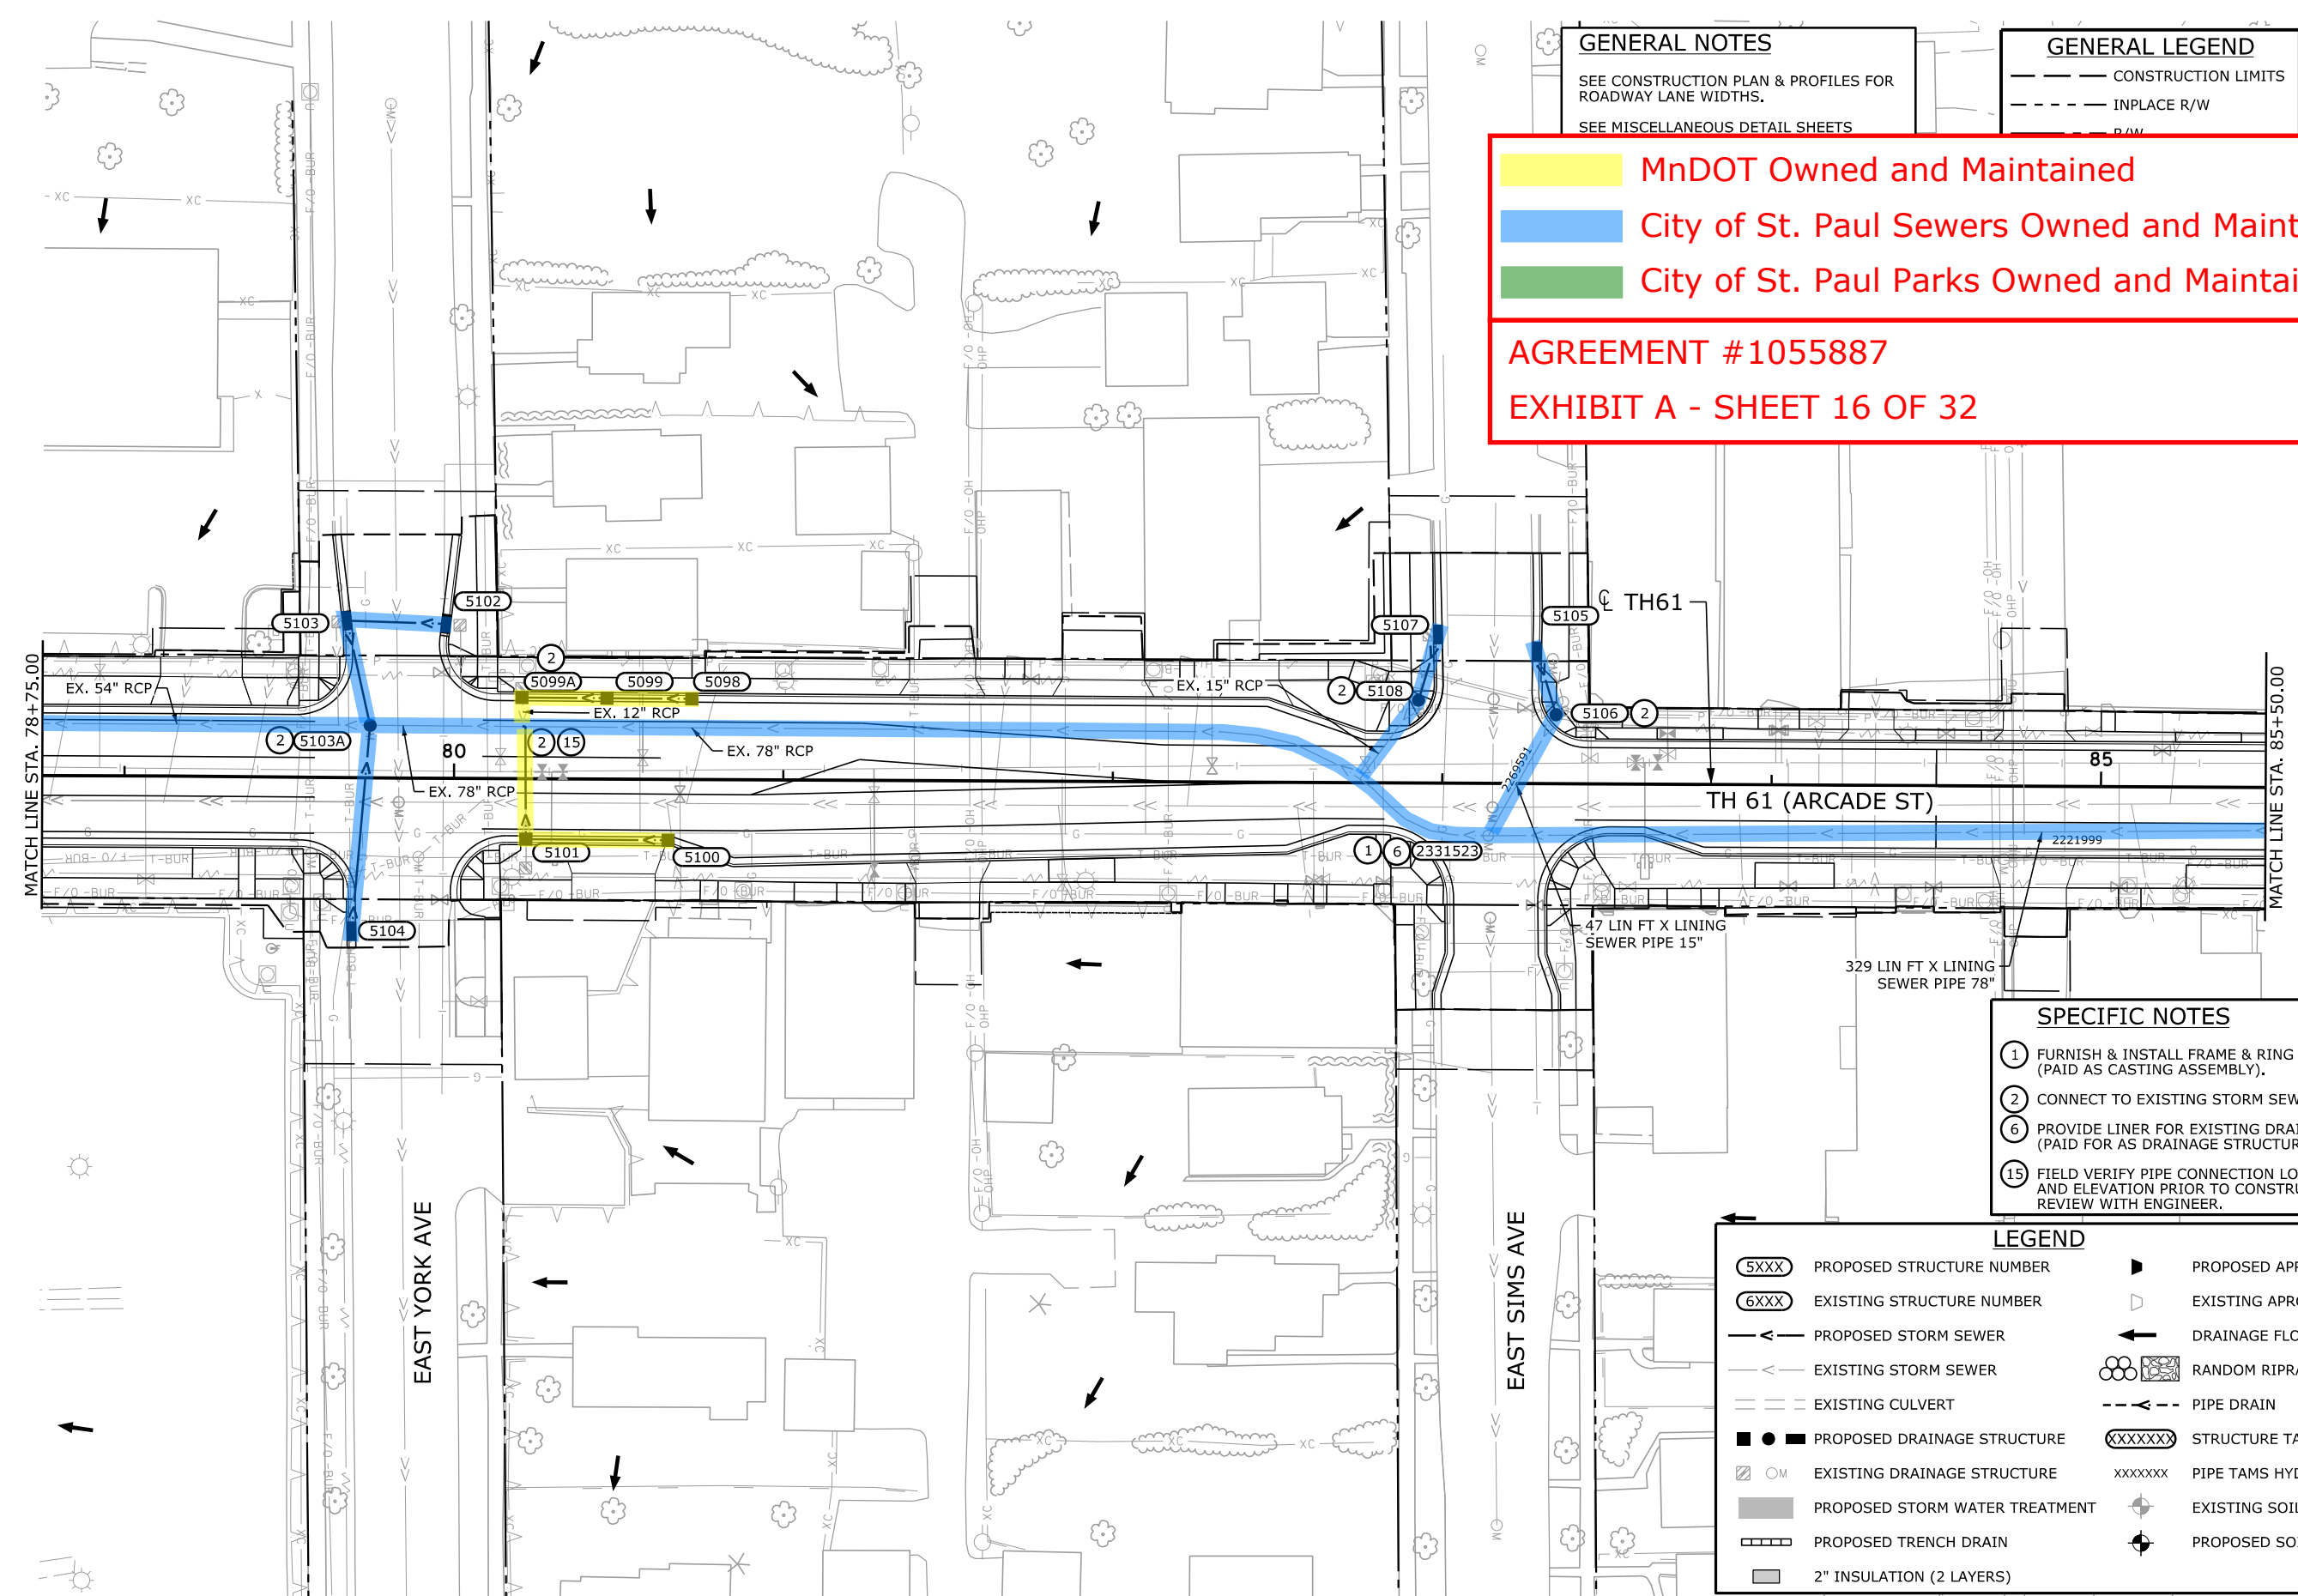 GENERAL NOTES
SEE CONSTRUCTION PLAN & PROFILES FOR
ROADWAY LANE WIDTHS.
SEE MISCELLANEOUS DETAIL SHEETS
GENERAL LEGEND
CONSTRUCTION LIMITS
INPLACE R/W
R/W
MnDOT Owned and Maintained
City of St. Paul Sewers Owned and Maint
City of St. Paul Parks Owned and Maintai
AGREEMENT #1055887
EXHIBIT A - SHEET 16 OF 32
5102
5103
5107
5105
℄ TH61
2
5099A
5099
5098
EX. 54" RCP
EX. 15" RCP
2
5108
5106
2
EX. 12" RCP
2
5103A
80
2
15
EX. 78" RCP
EX. 78" RCP
2269591
85
TH 61 (ARCADE ST)
5101
5100
1
6
2331523
2221999
5104
47 LIN FT X LINING
SEWER PIPE 15"
329 LIN FT X LINING
SEWER PIPE 78"
MATCH LINE STA. 78+75.00
MATCH LINE STA. 85+50.00
EAST YORK AVE
EAST SIMS AVE
SPECIFIC NOTES
1 FURNISH & INSTALL FRAME & RING
(PAID AS CASTING ASSEMBLY).
2 CONNECT TO EXISTING STORM SEW
6 PROVIDE LINER FOR EXISTING DRAI
(PAID FOR AS DRAINAGE STRUCTUR
15 FIELD VERIFY PIPE CONNECTION LO
AND ELEVATION PRIOR TO CONSTRU
REVIEW WITH ENGINEER.
LEGEND
5XXX PROPOSED STRUCTURE NUMBER
PROPOSED APR
6XXX EXISTING STRUCTURE NUMBER
EXISTING APRO
PROPOSED STORM SEWER
DRAINAGE FLO
EXISTING STORM SEWER
RANDOM RIPRA
EXISTING CULVERT
PIPE DRAIN
PROPOSED DRAINAGE STRUCTURE
XXXXXXX STRUCTURE TA
EXISTING DRAINAGE STRUCTURE
XXXXXXX PIPE TAMS HYD
PROPOSED STORM WATER TREATMENT
EXISTING SOI
PROPOSED TRENCH DRAIN
PROPOSED SO
2" INSULATION (2 LAYERS)